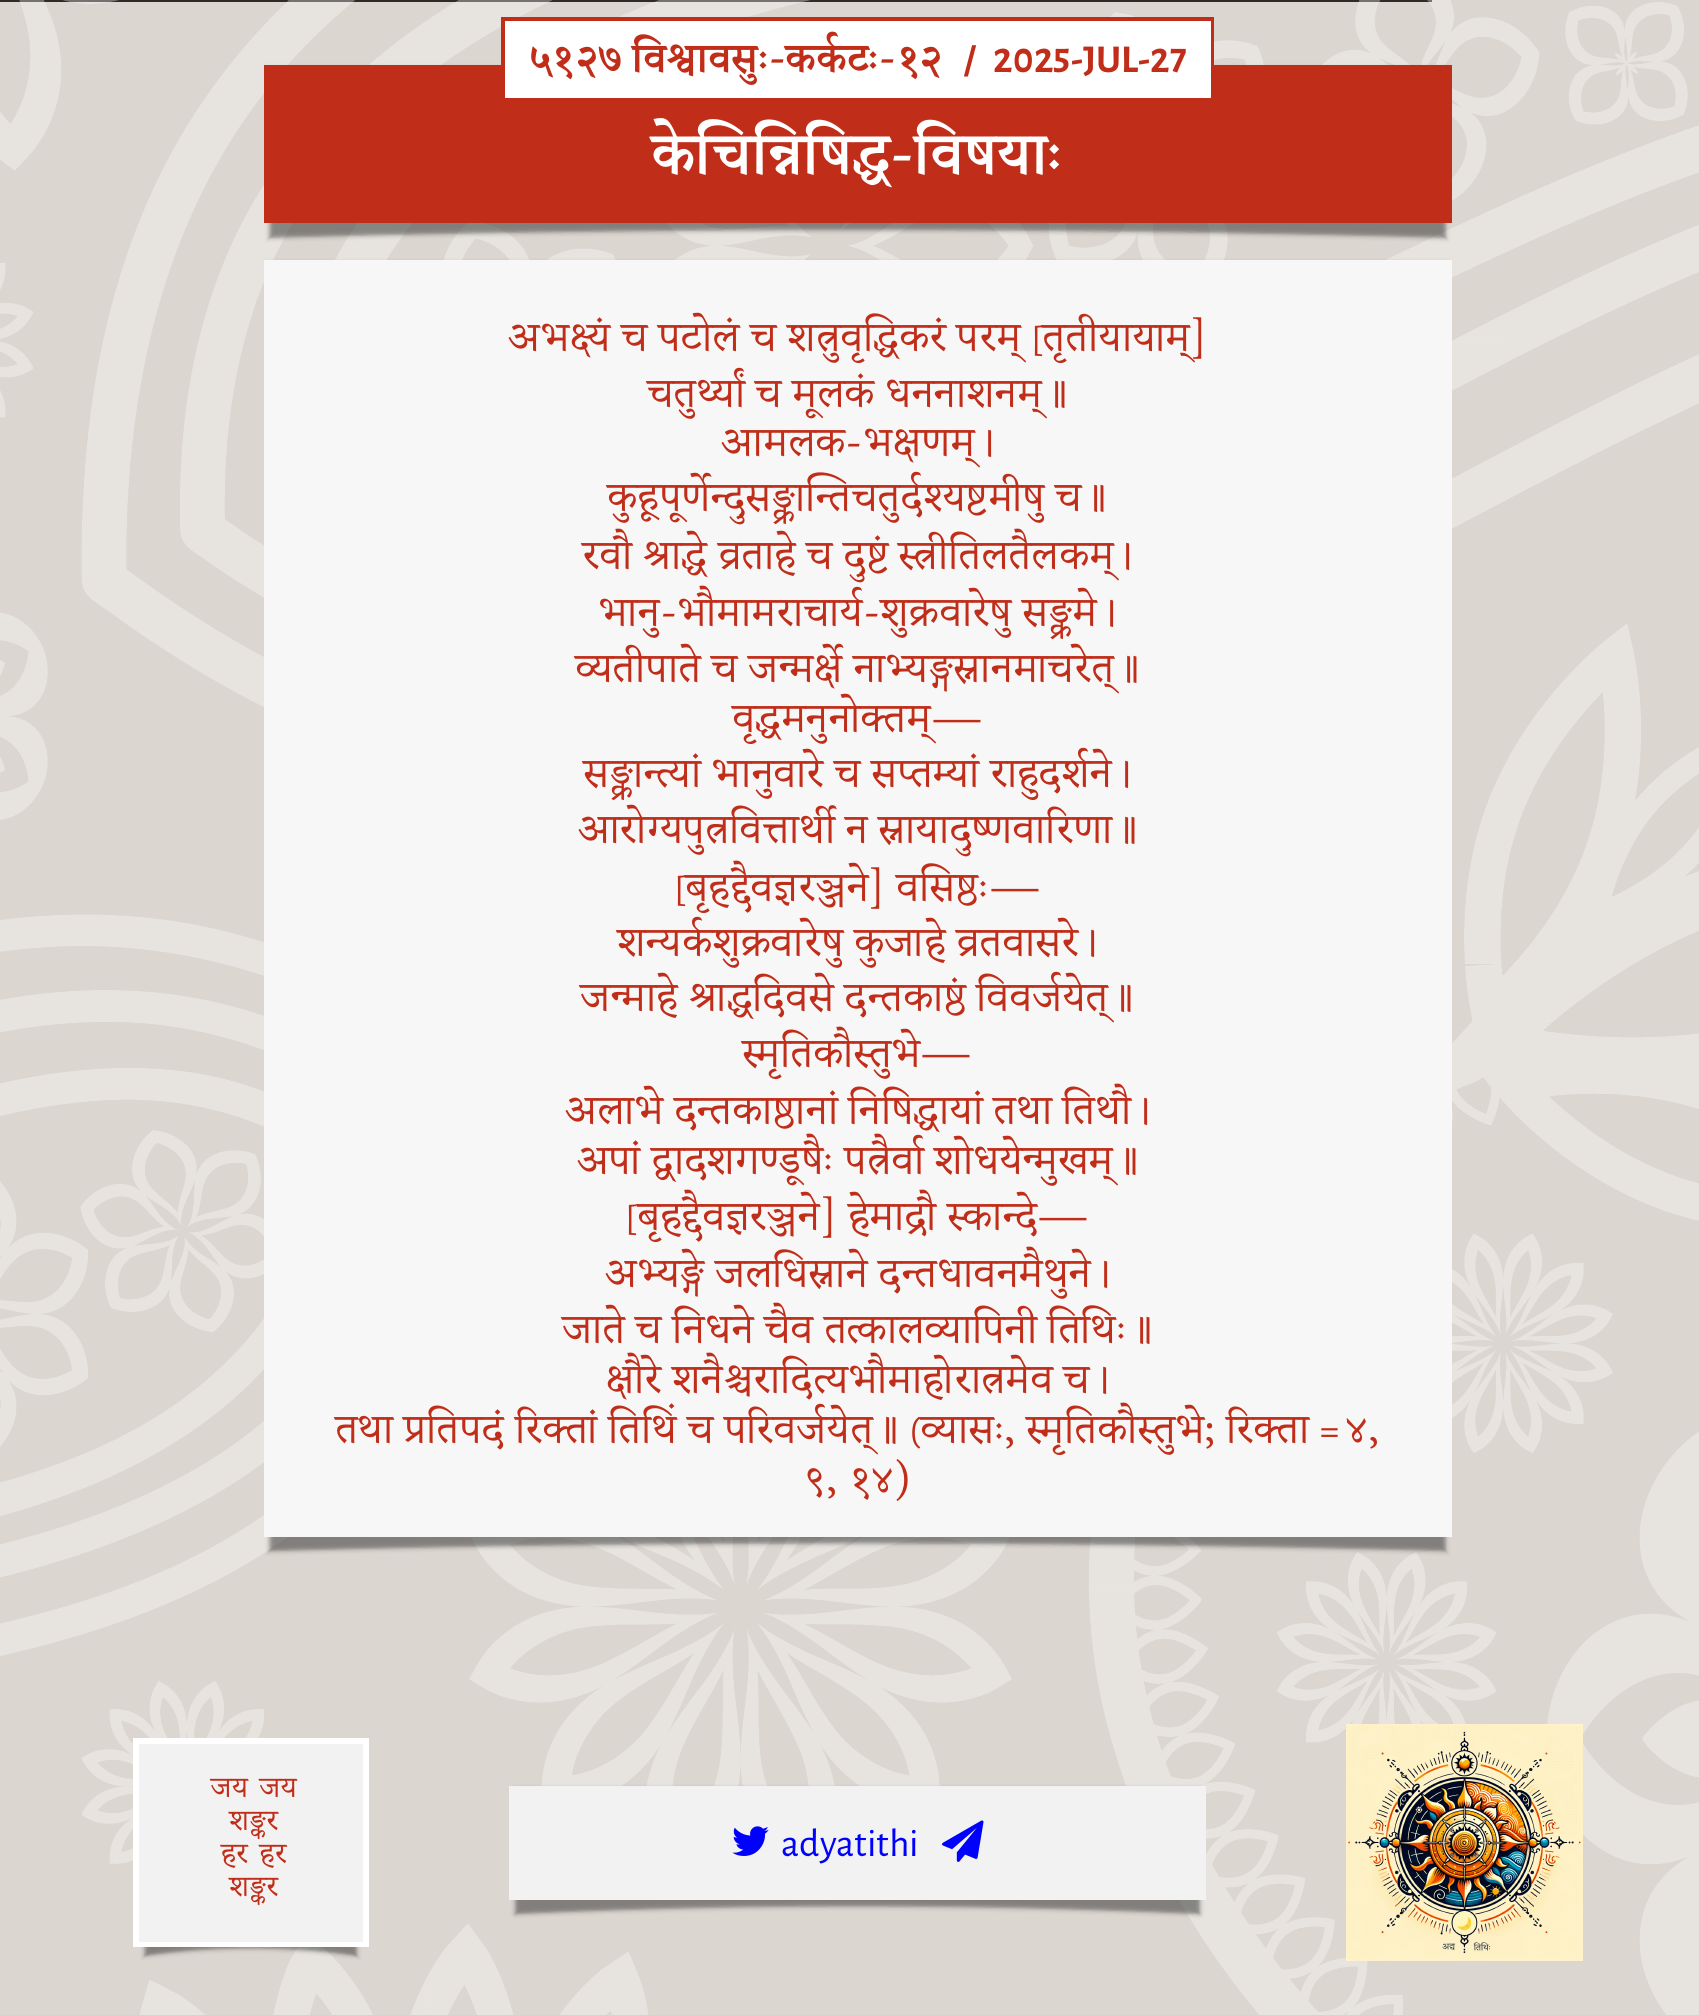 ५१२७ विश्वावसुः-कर्कटः-१२ / 2025-JUL-27
केचिन्निषिद्ध-विषयाः
अभक्ष्यं च पटोलं च शत्रुवृद्धिकरं परम् [तृतीयायाम्]
चतुर्थ्यां च मूलकं धननाशनम्॥
आमलक-भक्षणम्।
कुहूपूर्णेन्दुसङ्क्रान्तिचतुर्दश्यष्टमीषु च॥
रवौ श्राद्धे व्रताहे च दुष्टं स्त्रीतिलतैलकम्।
भानु-भौमामराचार्य-शुक्रवारेषु सङ्क्रमे।
व्यतीपाते च जन्मर्क्षे नाभ्यङ्गस्नानमाचरेत्॥
वृद्धमनुनोक्तम्—
सङ्क्रान्त्यां भानुवारे च सप्तम्यां राहुदर्शने।
आरोग्यपुत्रवित्तार्थी न स्नायादुष्णवारिणा॥
[बृहद्दैवज्ञरञ्जने] वसिष्ठः—
शन्यर्कशुक्रवारेषु कुजाहे व्रतवासरे।
जन्माहे श्राद्धदिवसे दन्तकाष्ठं विवर्जयेत्॥
स्मृतिकौस्तुभे—
अलाभे दन्तकाष्ठानां निषिद्धायां तथा तिथौ।
अपां द्वादशगण्डूषैः पत्रैर्वा शोधयेन्मुखम्॥
[बृहद्दैवज्ञरञ्जने] हेमाद्रौ स्कान्दे—
अभ्यङ्गे जलधिस्नाने दन्तधावनमैथुने।
जाते च निधने चैव तत्कालव्यापिनी तिथिः॥
क्षौरे शनैश्चरादित्यभौमाहोरात्रमेव च।
तथा प्रतिपदं रिक्तां तिथिं च परिवर्जयेत्॥ (व्यासः, स्मृतिकौस्तुभे; रिक्ता = ४,
९, १४)
जय जय
शङ्कर
हर हर
शङ्कर
adyatithi
अद्य तिथिः